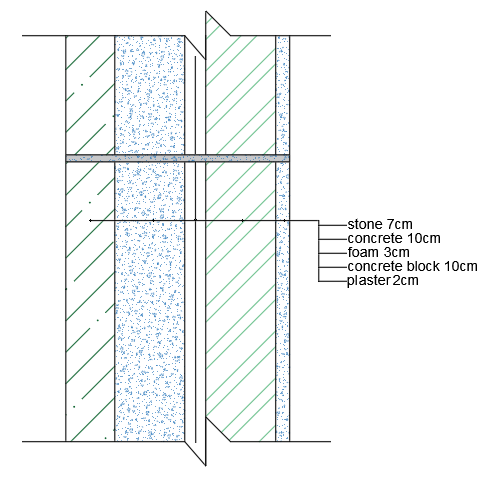 stone 7cm
concrete 10cm
foam 3cm
concrete block 10cm
plaster2cm